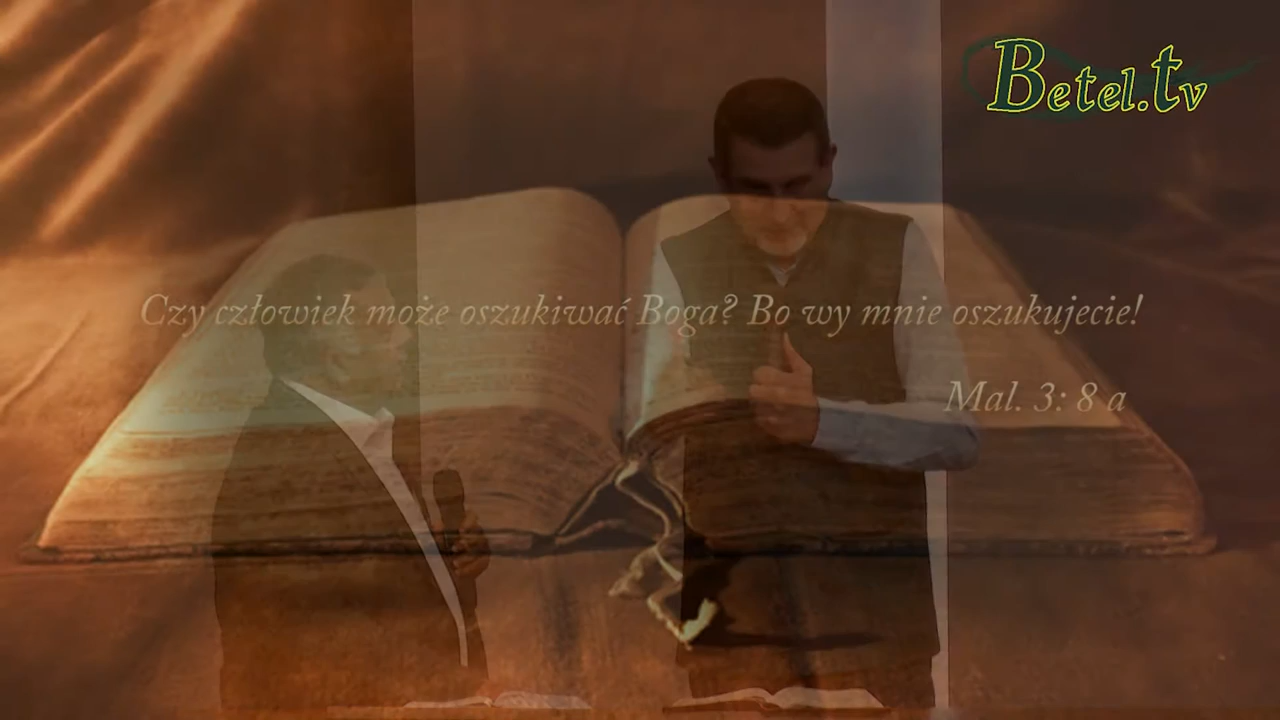 Betel.tv
Czy człowiek może oszukiwać Boga? Bo wy mnie oszukujecie!
Mal. 3: 8 a